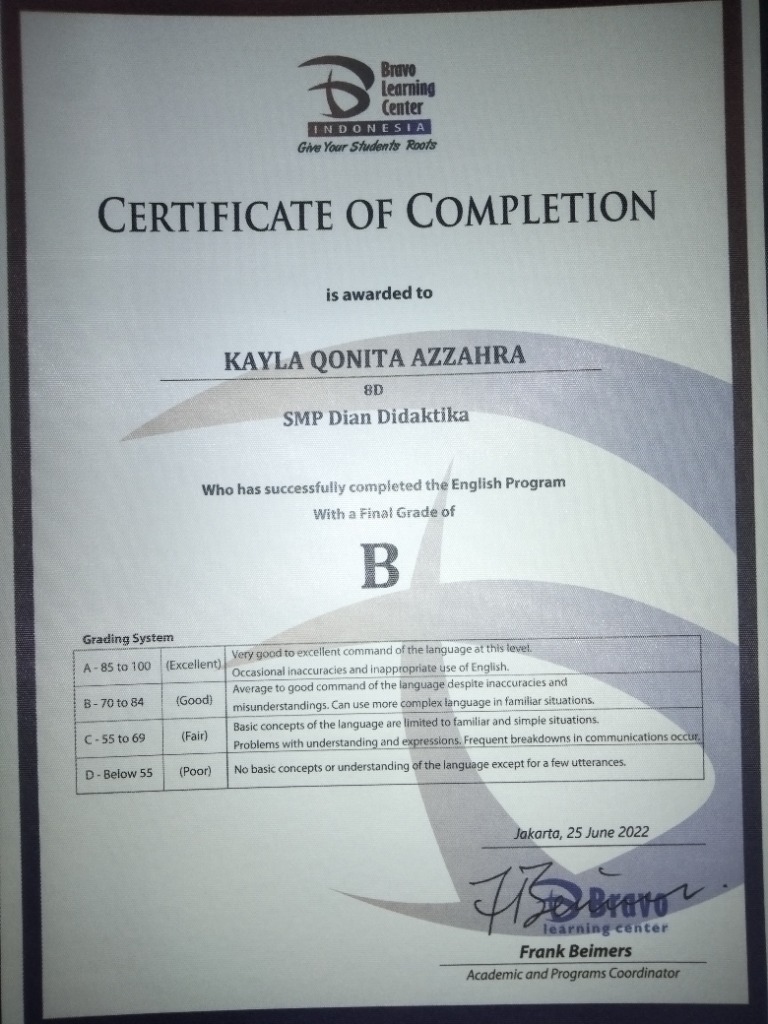 Bravo
Learning
Center
INDONESIA
Give Your Students Roots
CERTIFICATE OF COMPLETION
is awarded to
KAYLA QONITA AZZAHRA
8D
SMP Dian Didaktika
Who has successfully completed the English Program
With a Final Grade of
B
Grading System
A - 85 to 100 (Excellent) Very good to excellent command of the language at this level.
Occasional inaccuracies and inappropriate use of English.
B - 70 to 84 (Good) Average to good command of the language despite inaccuracies and
misunderstandings. Can use more complex language in familiar situations.
C - 55 to 69 (Fair) Basic concepts of the language are limited to familiar and simple situations.
Problems with understanding and expressions. Frequent breakdowns in communications occur.
D - Below 55 (Poor) No basic concepts or understanding of the language except for a few utterances.
Jakarta, 25 June 2022
Bravo
learning center
Frank Beimers
Academic and Programs Coordinator